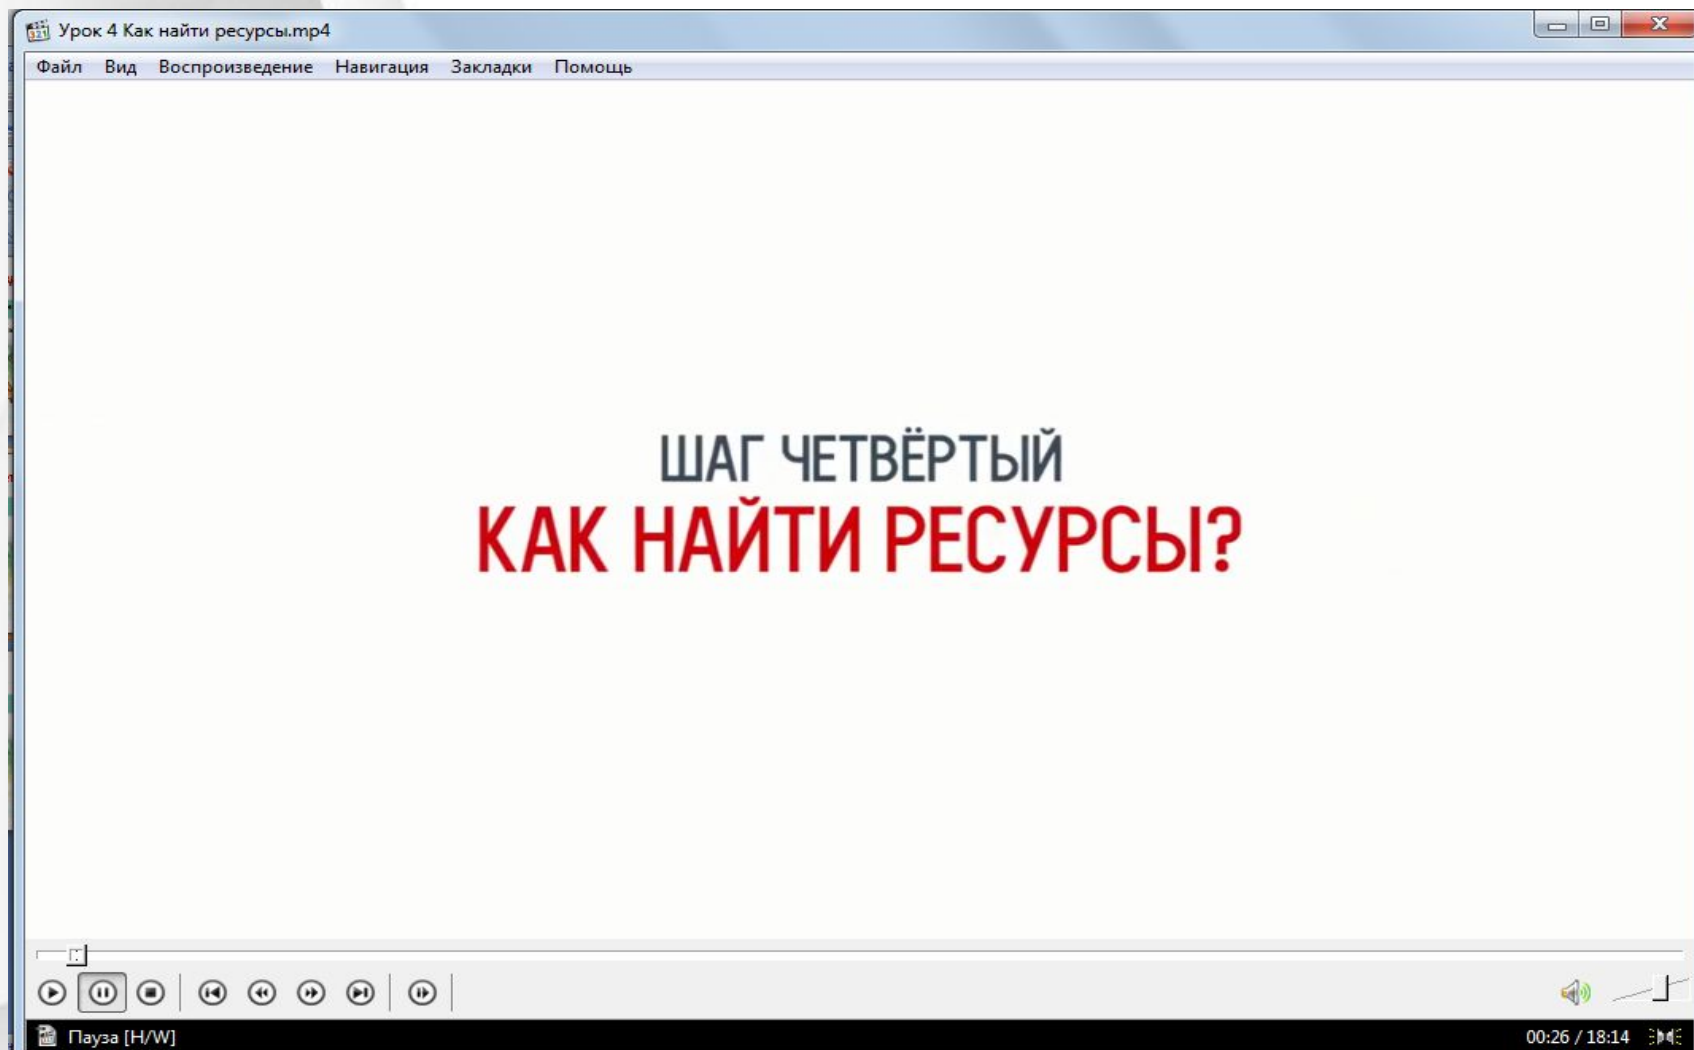 Урок 4 Как найти ресурсы.mp4
Файл Вид Воспроизведение Навигация Закладки Помощь
ШАГ ЧЕТВЁРТЫЙ
КАК НАЙТИ РЕСУРСЫ?
Пауза [H/W]
00:26 / 18:14